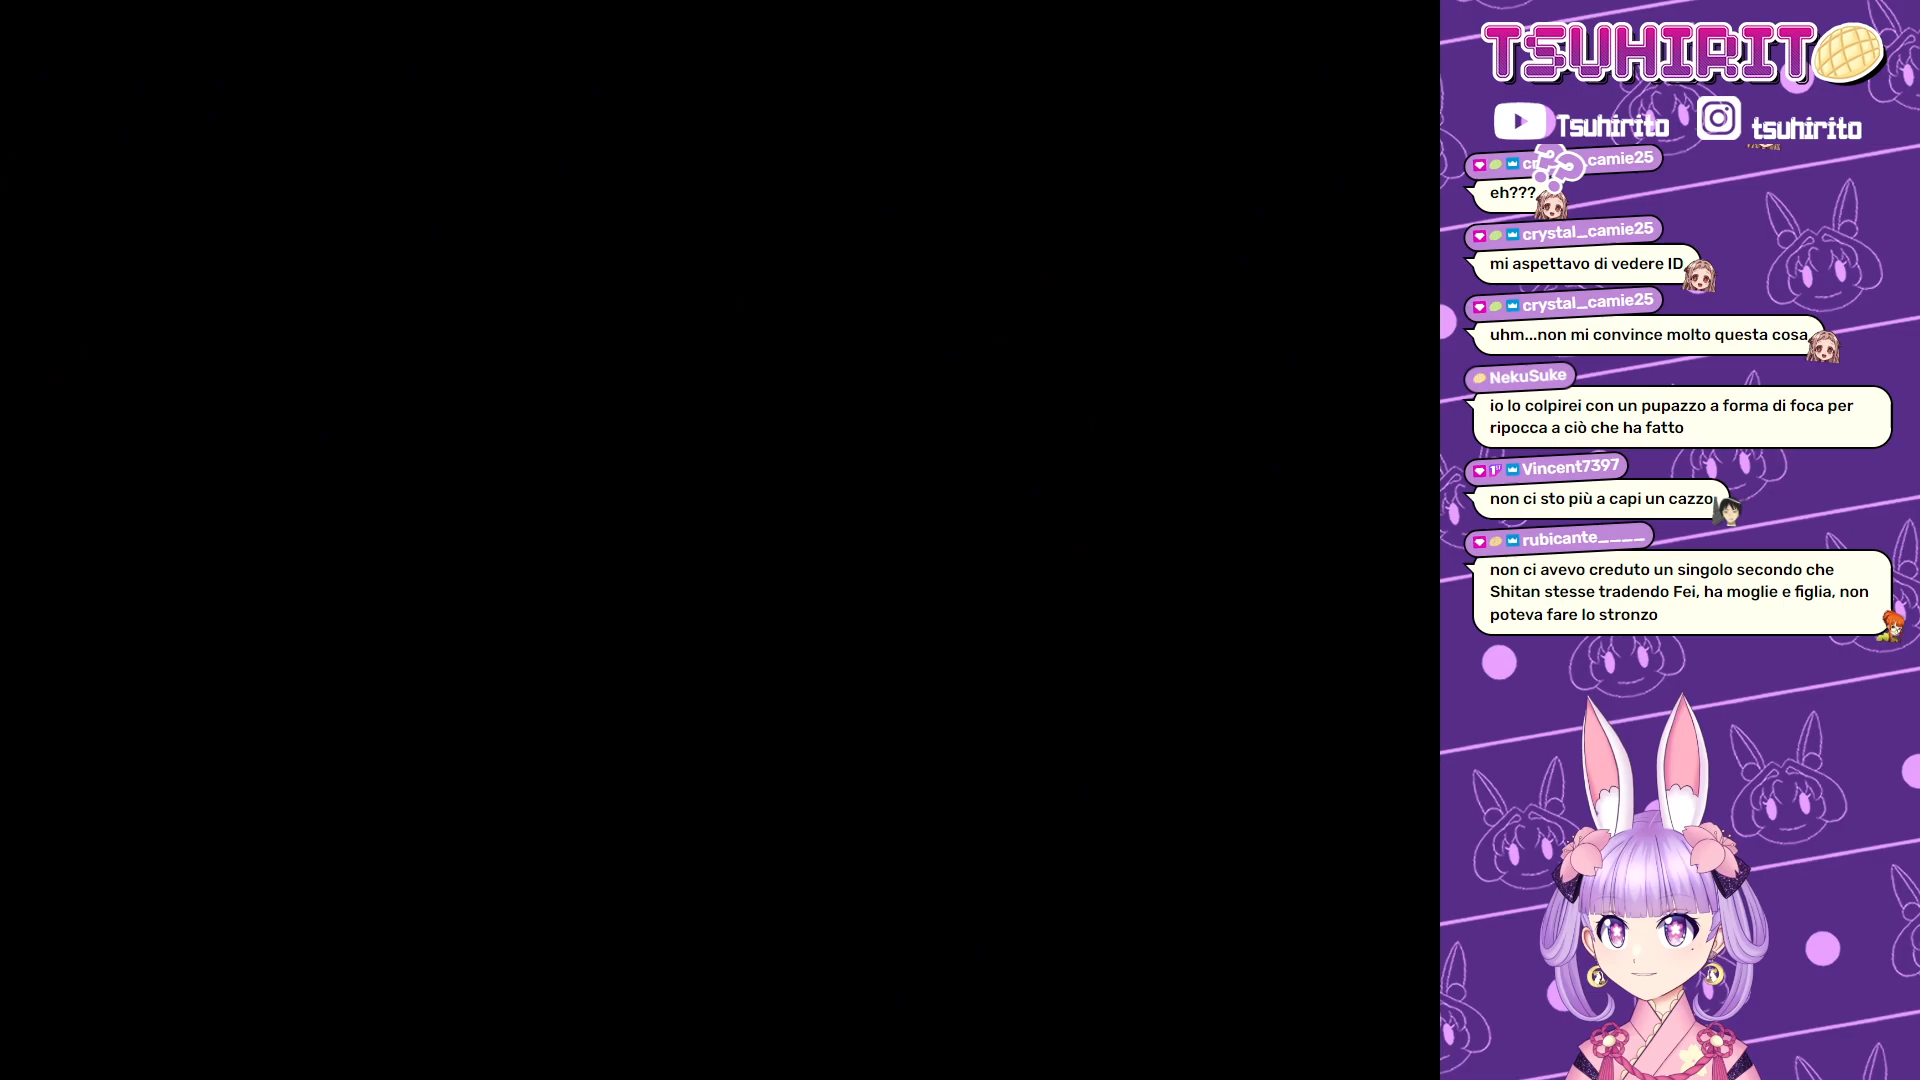 TSUHIRITO
Tsuhirito tsuhirito
camie25
eh???
crystal_camie25
mi aspettavo di vedere ID
crystal_camie25
uhm...non mi convince molto questa cosa
NekuSuke
io lo colpirei con un pupazzo a forma di foca per
ripocca a ciò che ha fatto
Vincent7397
non ci sto più a capi un cazzo
rubicante____
non ci avevo creduto un singolo secondo che
Shitan stesse tradendo Fei, ha moglie e figlia, non
poteva fare lo stronzo